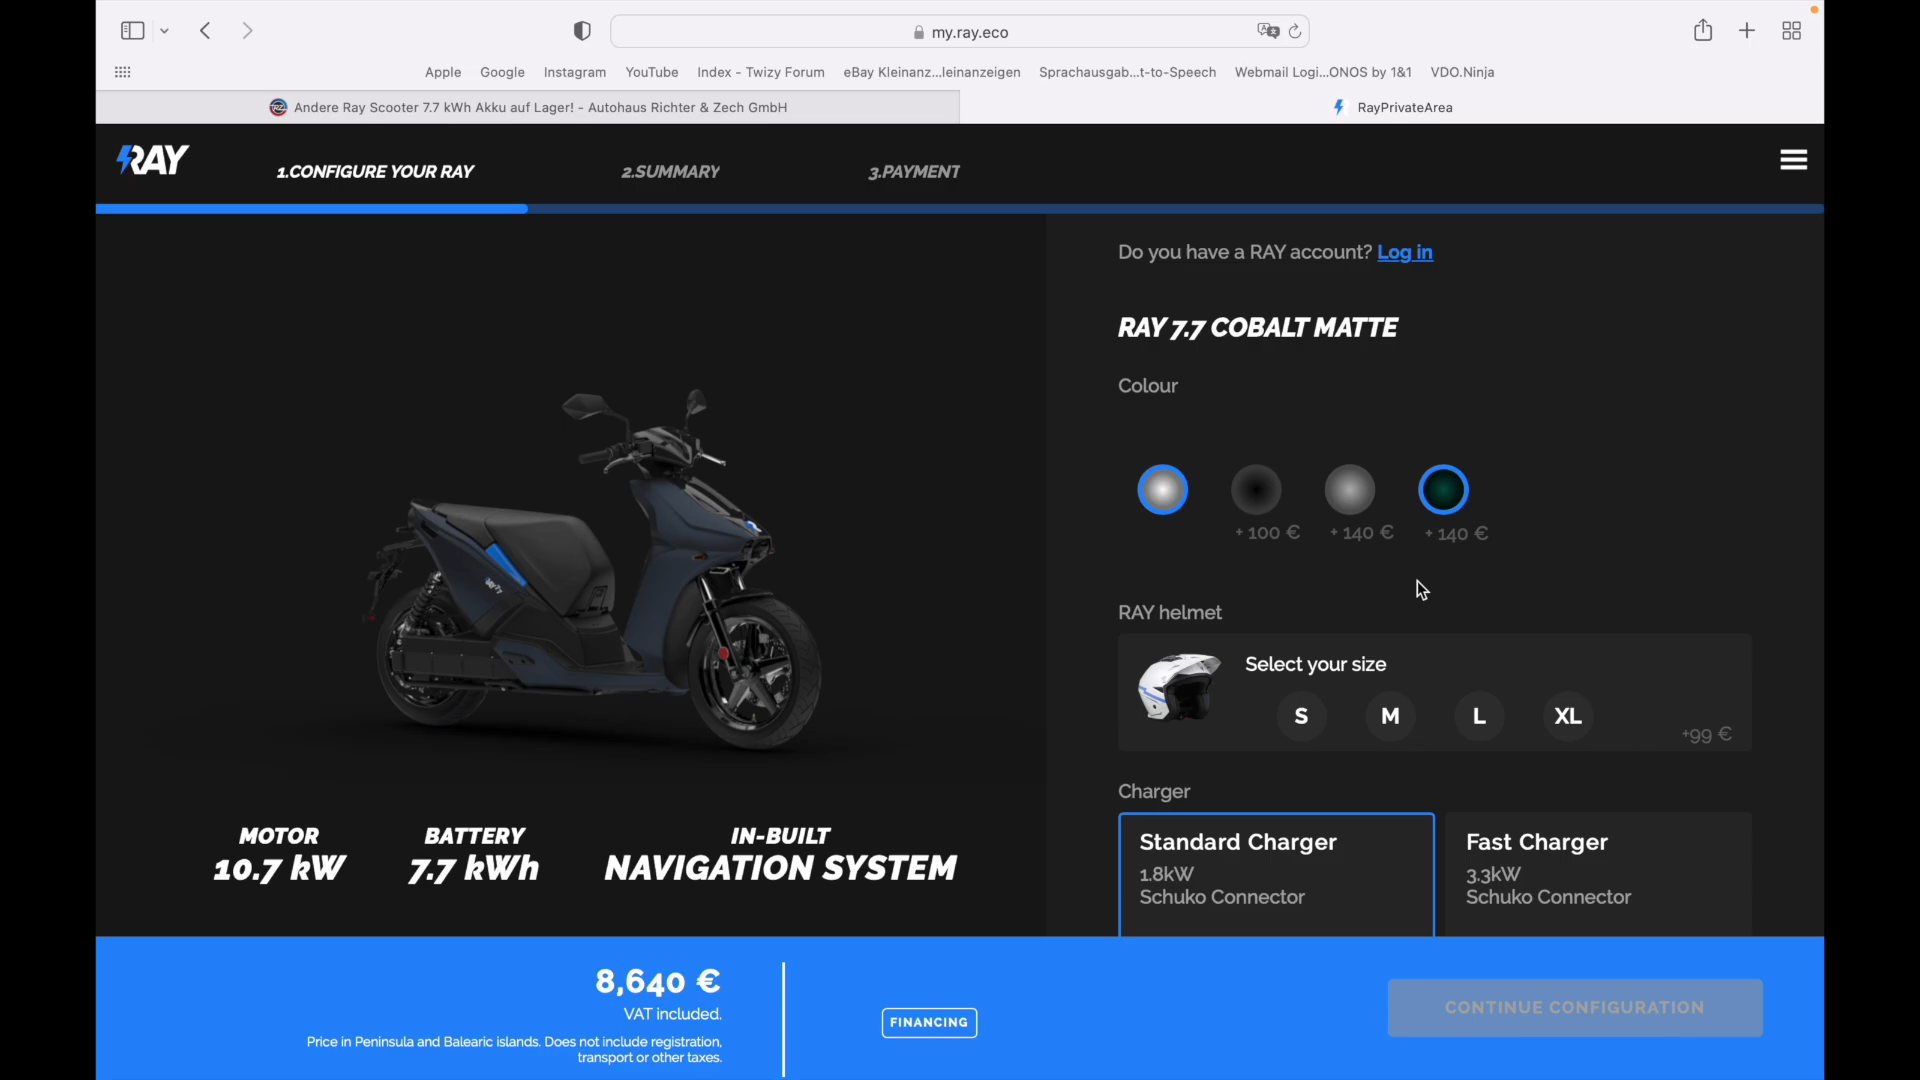 my.ray.eco
Apple
Google
Instagram
YouTube
Index - Twizy Forum
eBay Kleinanz...leinanzeigen
Sprachausgab...t-to-Speech
Webmail Logi...ONOS by 1&1
VDO.Ninja
Andere Ray Scooter 7.7 kWh Akku auf Lager! - Autohaus Richter & Zech GmbH
RayPrivateArea
RAY
1.CONFIGURE YOUR RAY
2.SUMMARY
3.PAYMENT
Do you have a RAY account? Log in
RAY 7.7 COBALT MATTE
Colour
+ 100 €
+ 140 €
+ 140 €
RAY helmet
Select your size
S
M
L
XL
+99 €
Charger
Standard Charger
1.8kW
Schuko Connector
Fast Charger
3.3kW
Schuko Connector
MOTOR
10.7 kW
BATTERY
7.7 kWh
IN-BUILT
NAVIGATION SYSTEM
8,640 €
VAT included.
Price in Peninsula and Balearic islands. Does not include registration,
transport or other taxes.
FINANCING
CONTINUE CONFIGURATION